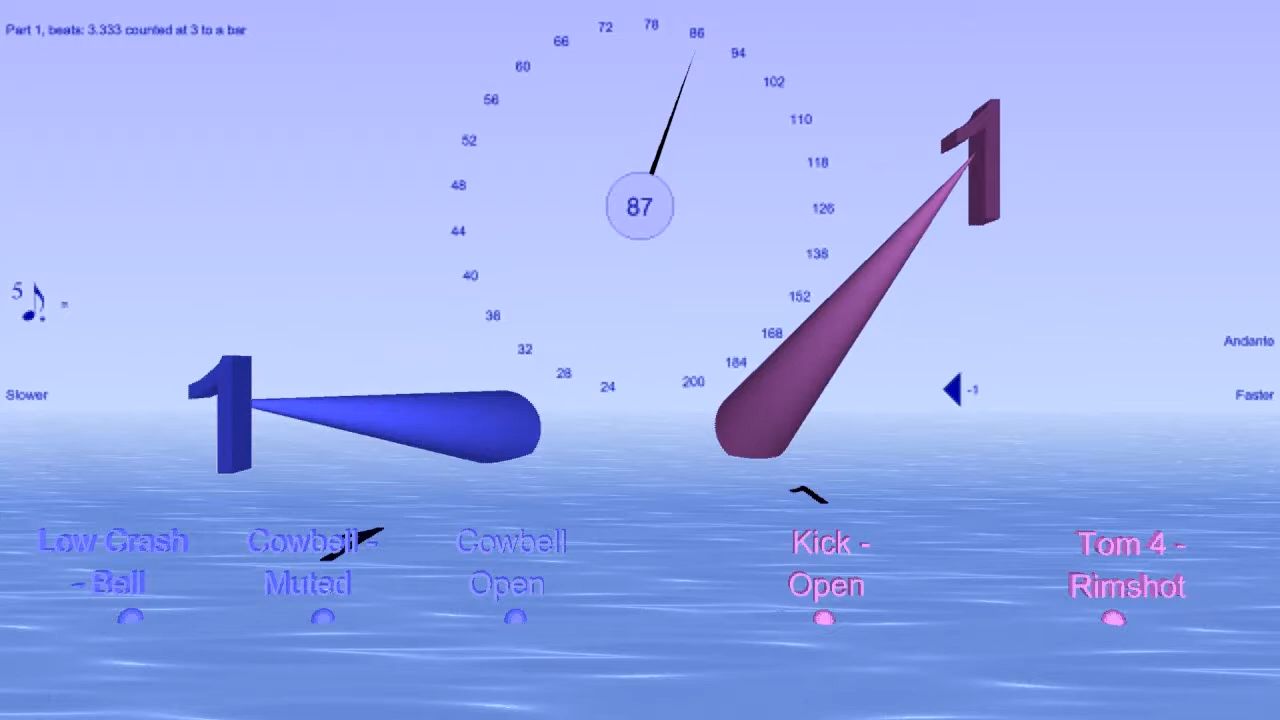 Part 1, beats: 3.333 counted at 3 to a bar
72
78
86
66
94
60
102
56
110
52
118
48
87
126
44
138
40
5 =
152
36
168
Andante
32
184
28
24
200
-1
Slower
Faster
1
1
Low Crash
- Bell
Cowbell -
Muted
Cowbell
Open
Kick -
Open
Tom 4 -
Rimshot